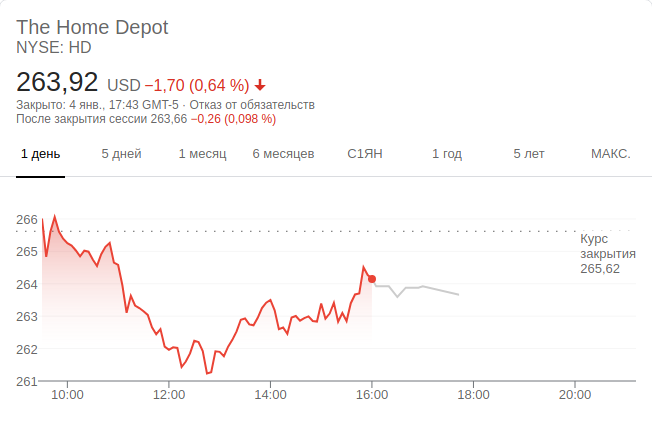 The Home Depot
NYSE: HD
263,92 USD −1,70 (0,64 %)
Закрыто: 4 янв., 17:43 GMT-5 · Отказ от обязательств
После закрытия сессии 263,66 −0,26 (0,098 %)
1 день 5 дней 1 месяц 6 месяцев С1ЯН 1 год 5 лет МАКС.
266
265
264
263
262
261
Курс
закрытия
265,62
10:00 12:00 14:00 16:00 18:00 20:00